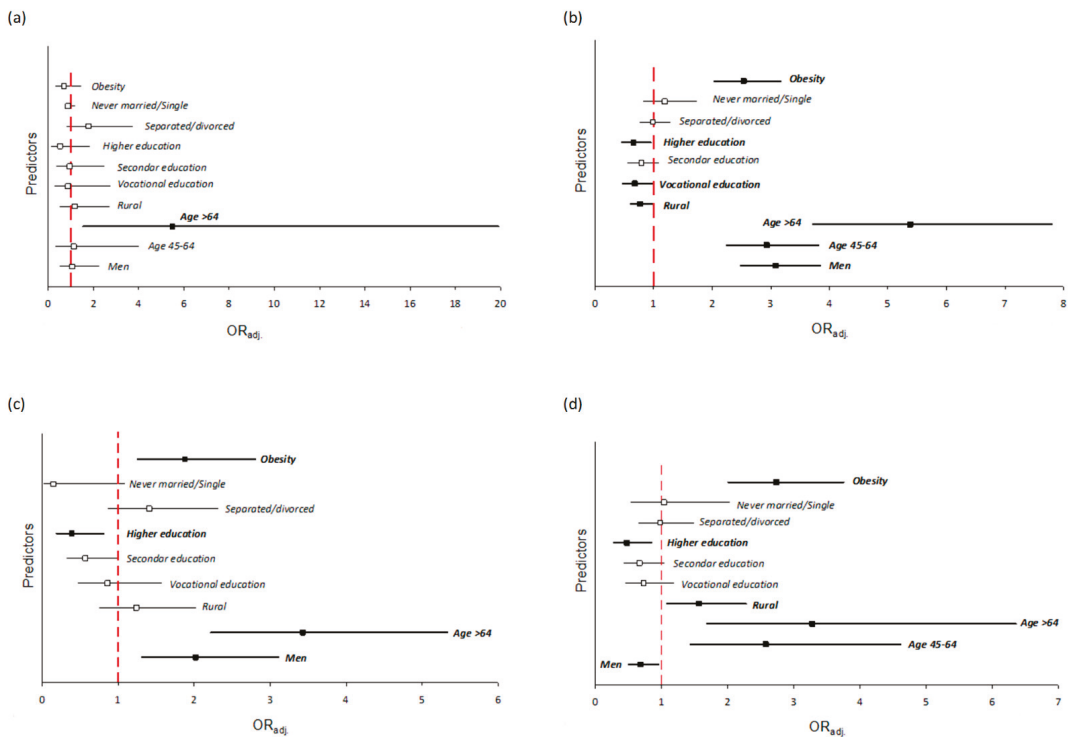 (a)
Predictors
Obesity
Never married/Single
Separated/divorced
Higher education
Secondar education
Vocational education
Rural
Age >64
Age 45-64
Men
0 2 4 6 8 10 12 14 16 18 20
ORadj.
(b)
Predictors
Obesity
Never married/Single
Separated/divorced
Higher education
Secondar education
Vocational education
Rural
Age >64
Age 45-64
Men
0 1 2 3 4 5 6 7 8
ORadj.
(c)
Predictors
Obesity
Never married/Single
Separated/divorced
Higher education
Secondar education
Vocational education
Rural
Age >64
Men
0 1 2 3 4 5 6
ORadj.
(d)
Predictors
Obesity
Never married/Single
Separated/divorced
Higher education
Secondar education
Vocational education
Rural
Age >64
Age 45-64
Men
0 1 2 3 4 5 6 7
ORadj.